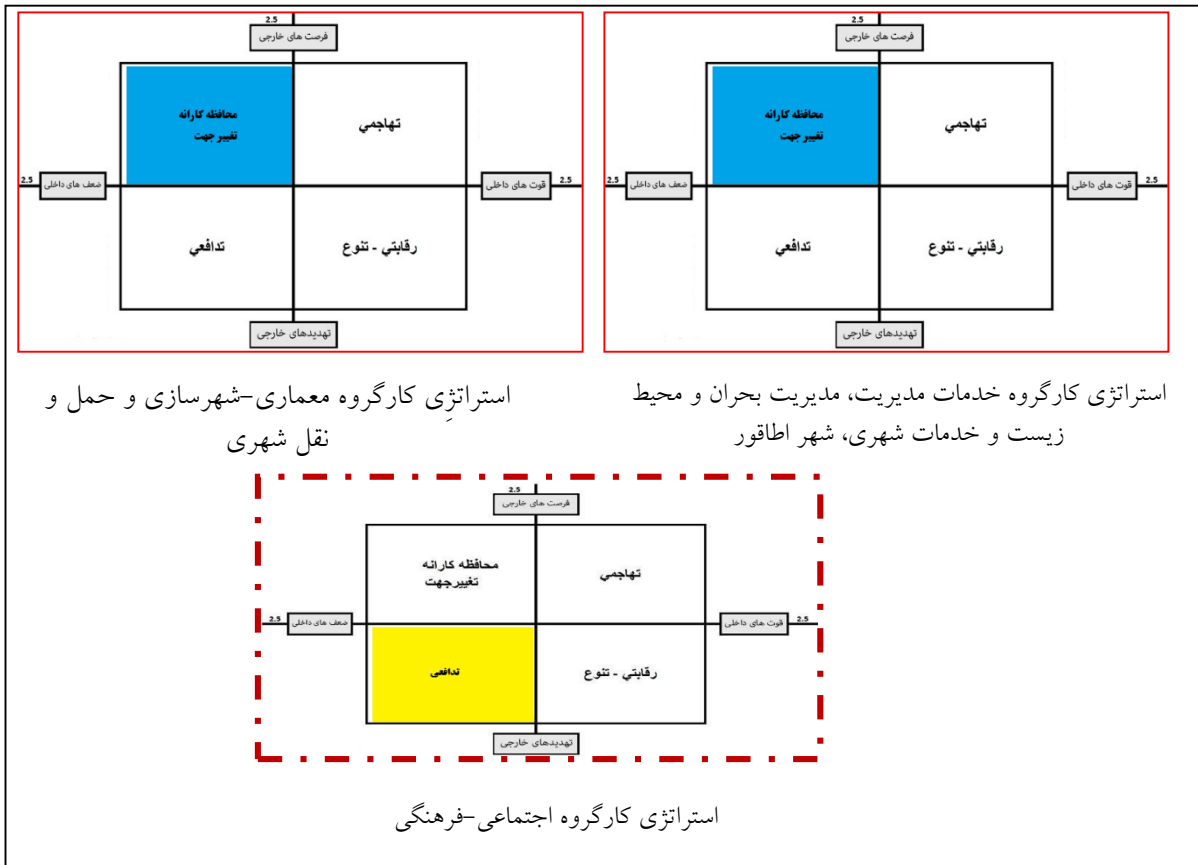 2.5
فرصت های خارجی
محافظه کارانه
تغییر جهت
تهاجمي
2.5
ضعف های داخلی
قوت های داخلی
2.5
تدافعي
رقابتي - تنوع
تهدیدهای خارجی
استراتژِی کارگروه معماری–شهرسازی و حمل و
نقل شهری
2.5
فرصت های خارجی
محافظه کارانه
تغییر جهت
تهاجمي
2.5
ضعف های داخلی
قوت های داخلی
2.5
تدافعي
رقابتي - تنوع
تهدیدهای خارجی
استراتژی کارگروه خدمات مدیریت، مدیریت بحران و محیط
زیست و خدمات شهری، شهر اطاقور
2.5
فرصت های خارجی
محافظه کارانه
تغییرجهت
تهاجمي
2.5
ضعف های داخلی
قوت های داخلی
2.5
تدافعی
رقابتي - تنوع
تهدیدهای خارجی
استراتژی کارگروه اجتماعی–فرهنگی